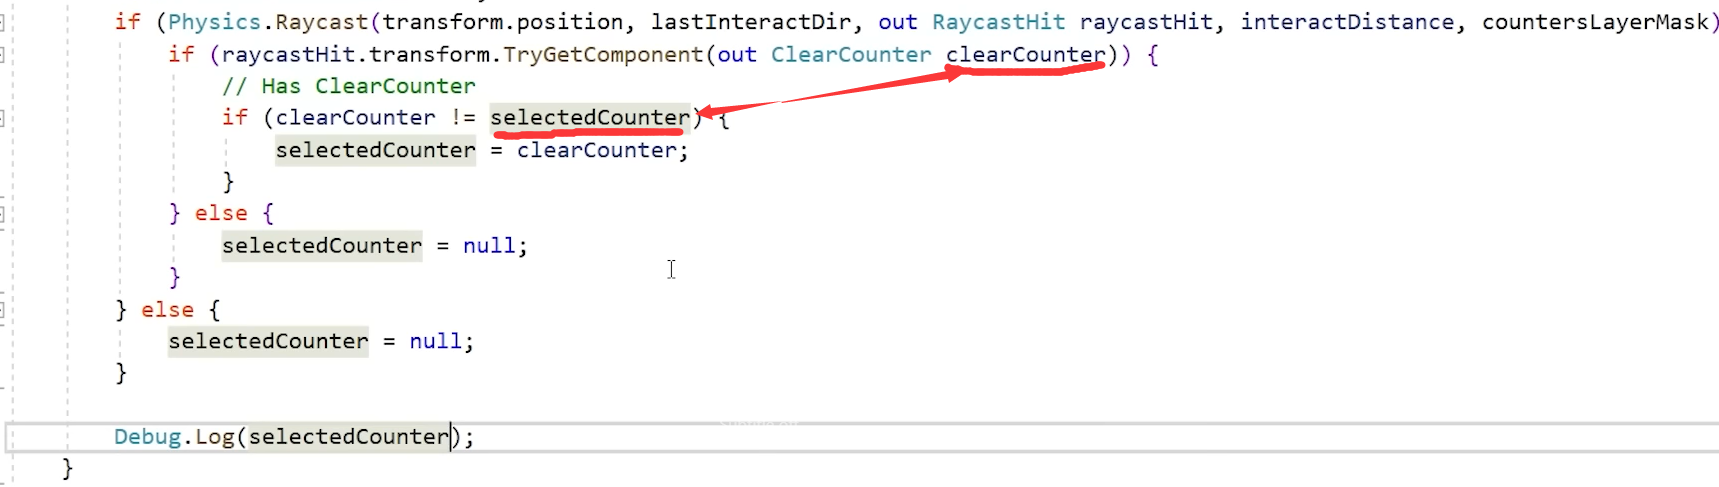 if (Physics.Raycast(transform.position, lastInteractDir, out RaycastHit raycastHit, interactDistance, countersLayerMask)
if (raycastHit.transform.TryGetComponent(out ClearCounter clearCounter)) {
// Has ClearCounter
if (clearCounter != selectedCounter) {
selectedCounter = clearCounter;
}
} else {
selectedCounter = null;
}
} else {
selectedCounter = null;
}
Debug.Log(selectedCounter);
}